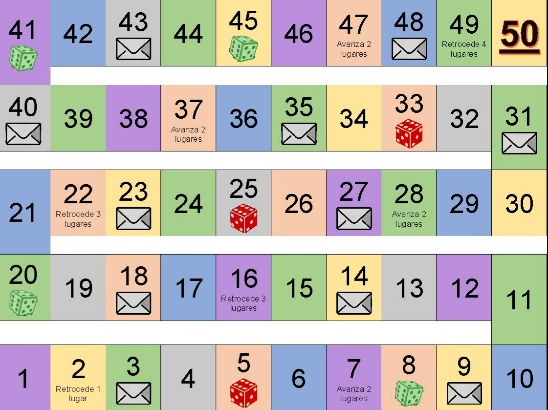 41 42 43 44 45 46 47 48 49 50
Avanza 2 lugares
Retrocede 4 lugares
40 39 38 37 36 35 34 33 32 31
Avanza 2 lugares
21 22 23 24 25 26 27 28 29 30
Retrocede 3 lugares
Avanza 2 lugares
20 19 18 17 16 15 14 13 12 11
Retrocede 3 lugares
1 2 3 4 5 6 7 8 9 10
Retrocede 1 lugar
Avanza 2 lugares